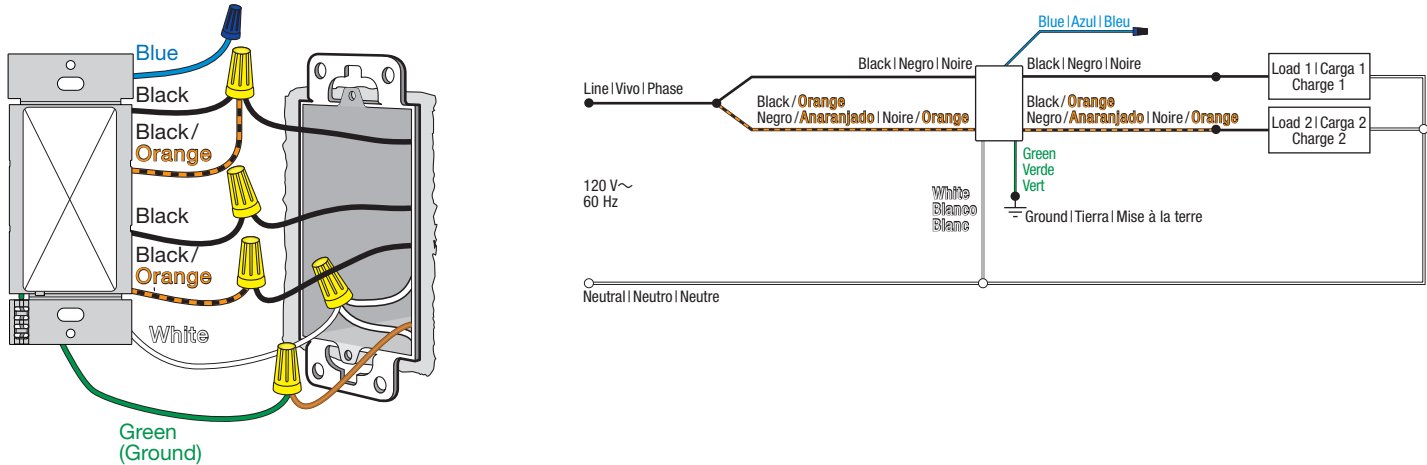 Blue
Black
Black/
Orange
Black
Black/
Orange
White
Green
(Ground)
Blue|Azul|Bleu
Black|Negro|Noire
Black|Negro|Noire
Line|Vivo|Phase
Black/Orange
Negro/Anaranjado|Noire/Orange
Black/Orange
Negro/Anaranjado|Noire/Orange
Load 1|Carga 1
Charge 1
Load 2|Carga 2
Charge 2
Green
Verde
Vert
120 V~
60 Hz
White
Blanco
Blanc
Ground|Tierra|Mise à la terre
Neutral|Neutro|Neutre